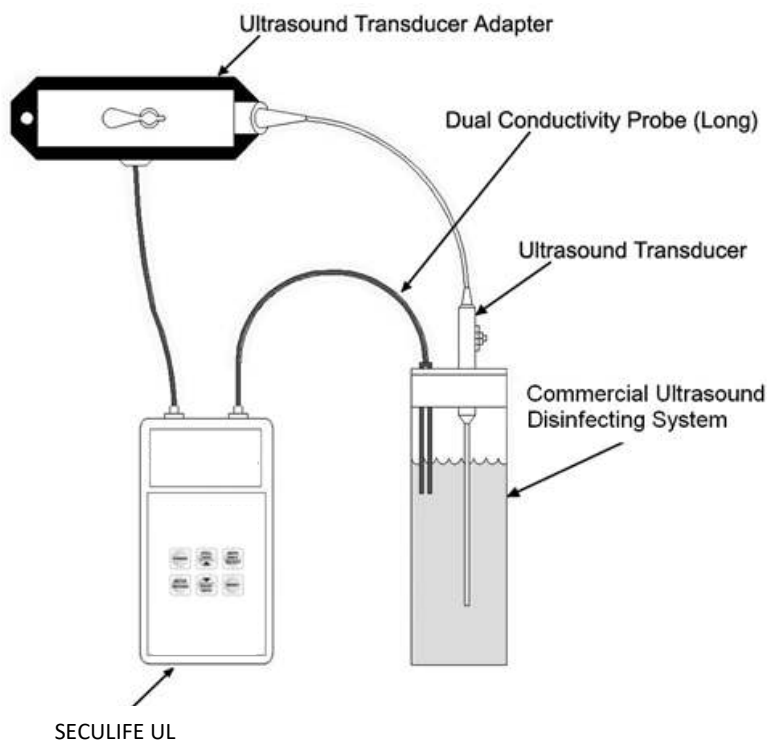 Ultrasound Transducer Adapter
Dual Conductivity Probe (Long)
Ultrasound Transducer
Commercial Ultrasound
Disinfecting System
SECULIFE UL